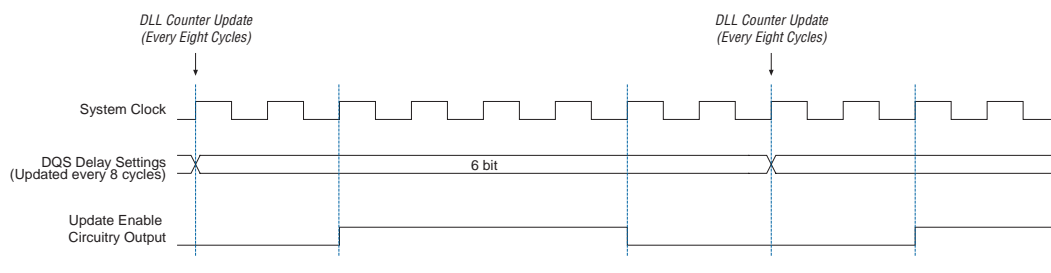 DLL Counter Update
(Every Eight Cycles)
DLL Counter Update
(Every Eight Cycles)
System Clock
DQS Delay Settings
(Updated every 8 cycles)
6 bit
Update Enable
Circuitry Output